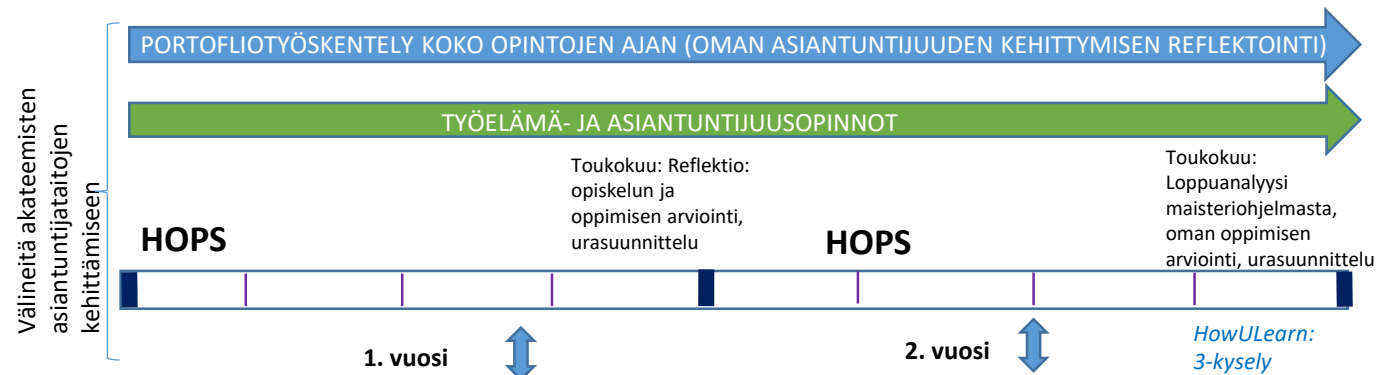 PORTOFLIOTYÖSKENTELY KOKO OPINTOJEN AJAN (OMAN ASIANTUNTIJUUDEN KEHITTYMISEN REFLEKTOINTI)
TYÖELÄMÄ- JA ASIANTUNTIJUUSOPINNOT
Välineitä akateemisten
asiantuntijataitojen
kehittämiseen
HOPS
Toukokuu: Reflektio:
opiskelun ja
oppimisen arviointi,
urasuunnittelu
HOPS
Toukokuu:
Loppuanalyysi
maisteriohjelmasta,
oman oppimisen
arviointi, urasuunnittelu
1. vuosi
2. vuosi
HowULearn:
3-kysely